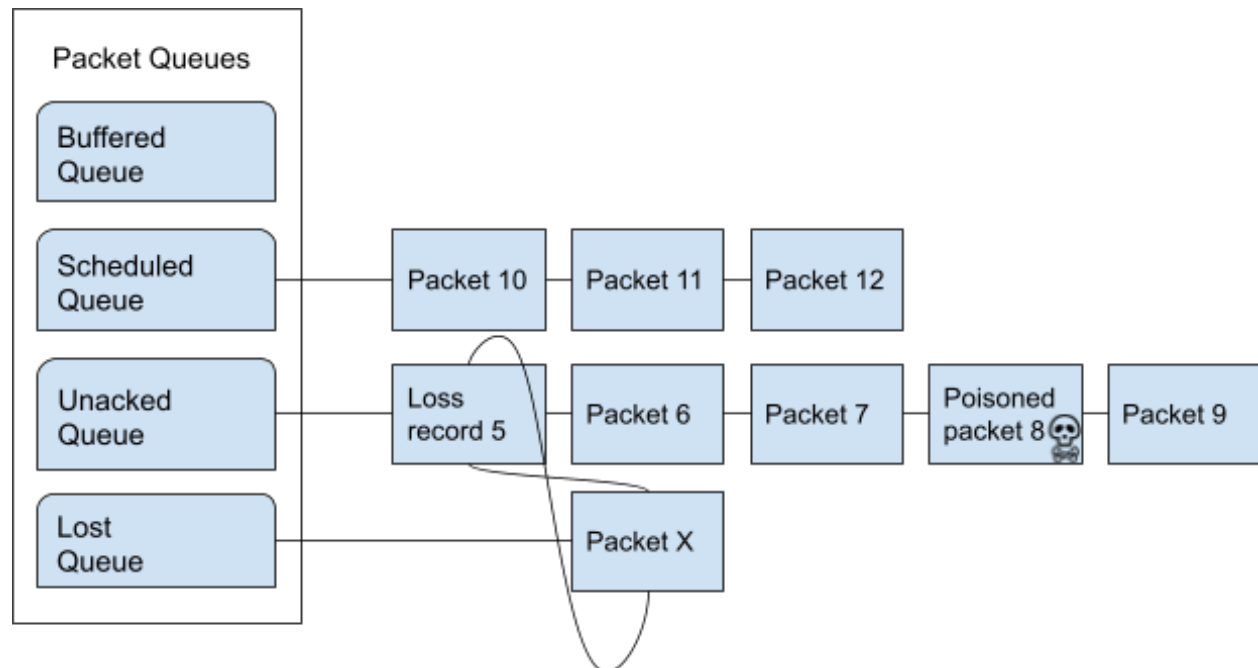 Packet Queues
Buffered
Queue
Scheduled
Queue
Packet 10
Packet 11
Packet 12
Unacked
Queue
Loss
record 5
Packet 6
Packet 7
Poisoned
packet 8
Packet 9
Lost
Queue
Packet X